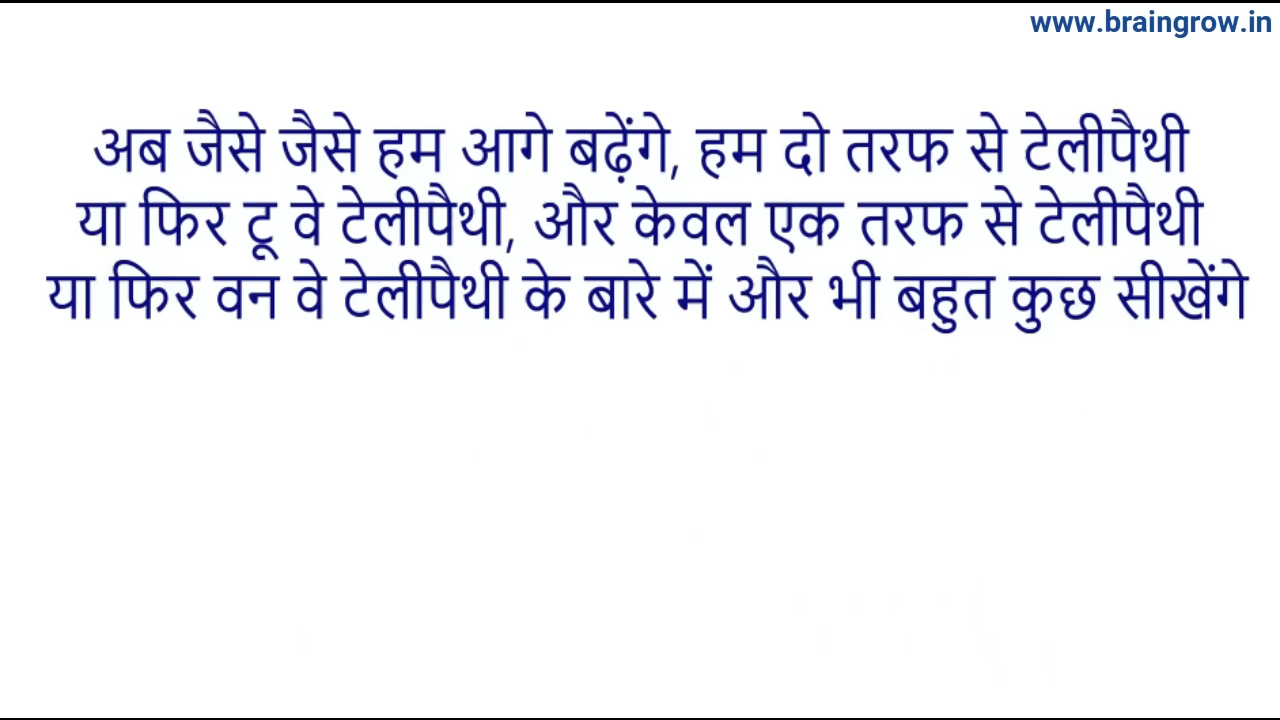 www.braingrow.in
अब जैसे जैसे हम आगे बढ़ेंगे, हम दो तरफ से टेलीपैथी
या फिर टू वे टेलीपैथी, और केवल एक तरफ से टेलीपैथी
या फिर वन वे टेलीपैथी के बारे में और भी बहुत कुछ सीखेंगे